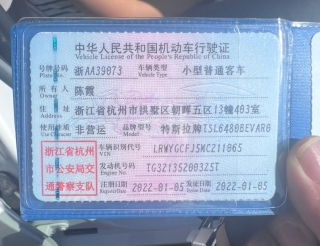 中华人民共和国机动车行驶证
Vehicle License of the People's Republic of China
号牌号码 浙AA39073 车辆类型 小型普通客车
Plate No. Vehicle Type
所有人 陈霞
Owner
住址 浙江省杭州市拱墅区朝晖五区13幢403室
Address
使用性质 非营运 品牌型号 特斯拉牌TSL6480BEVAR0
Use Character Model
浙江省杭州市公安局交通警察支队
车辆识别代号 LRWYGCFJ5MC211065
VIN
发动机号码 TG321352003Z5T
Engine No.
注册日期 2022-01-05 发证日期 2022-01-05
Register Date Issue Date